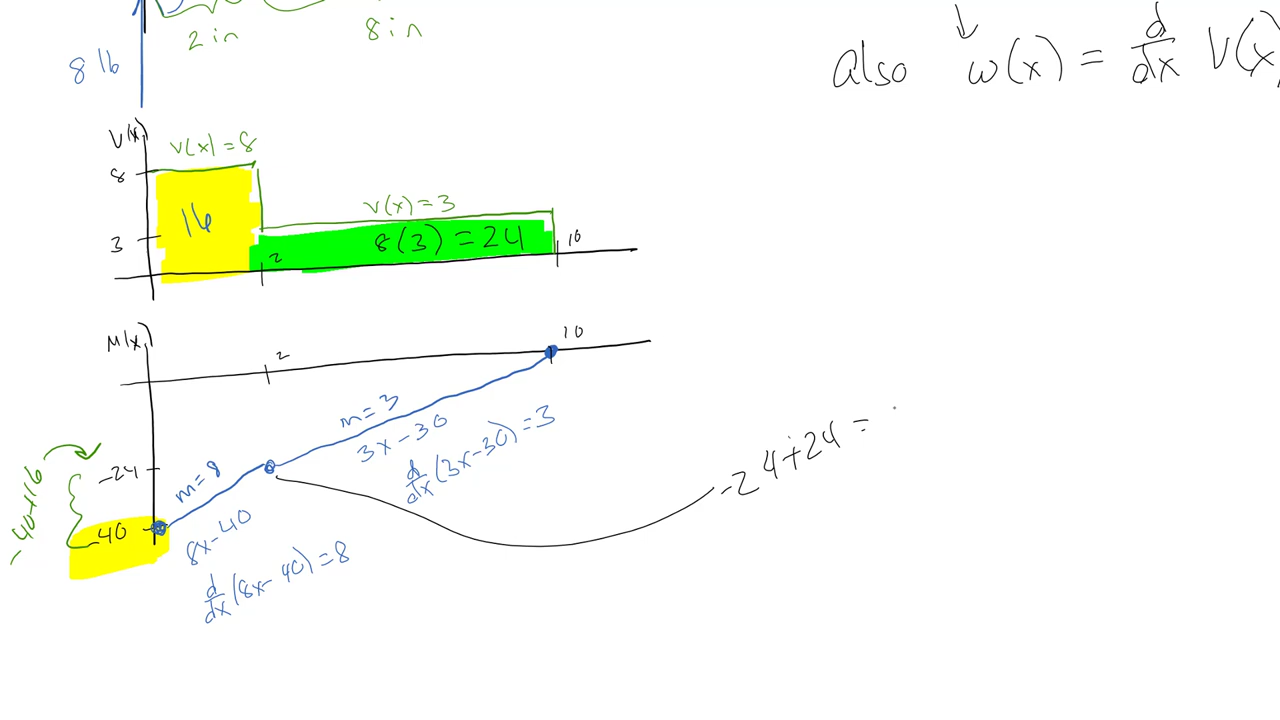 2 in
8 in
8 lb
also w(x) = d/dx V(x)
V(x)
V(x) = 8
8
16
V(x) = 3
3
8(3) = 24
2
10
M(x)
2
10
m=3
3x-30
d/dx (3x-30) = 3
-40+16
-24
m=8
-40
8x-40
d/dx (8x-40) = 8
-24+24 =